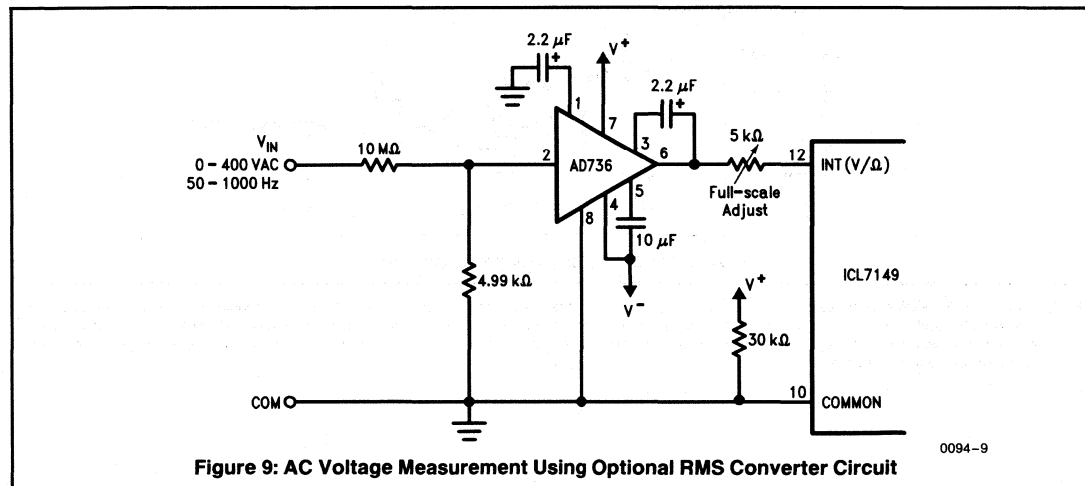 2.2 μF
+
V+
2.2 μF
+
1
7
3
5 kΩ
VIN
10 MΩ
0 – 400 VAC
50 – 1000 Hz
2
AD736
6
12
INT (V/Ω)
Full-scale
Adjust
5
4
8
10 μF
4.99 kΩ
V-
V+
ICL7149
30 kΩ
COM
10
COMMON
0094–9
Figure 9: AC Voltage Measurement Using Optional RMS Converter Circuit